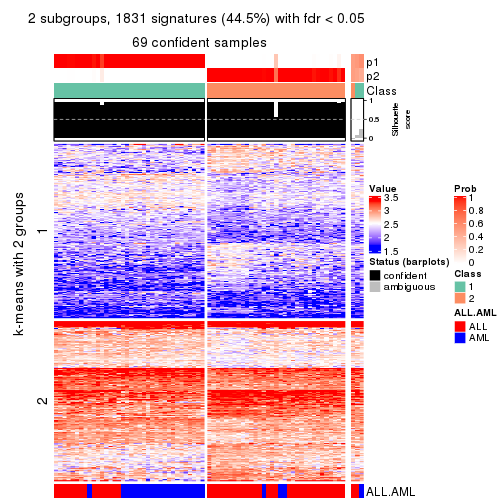 2 subgroups, 1831 signatures (44.5%) with fdr < 0.05
69 confident samples
p1
p2
Class
1
0.5
0
Silhouette
score
k-means with 2 groups
1
2
Value
3.5
3
2.5
2
1.5
Status (barplots)
confident
ambiguous
Prob
1
0.8
0.6
0.4
0.2
0
Class
1
2
ALL.AML
ALL
AML
ALL.AML